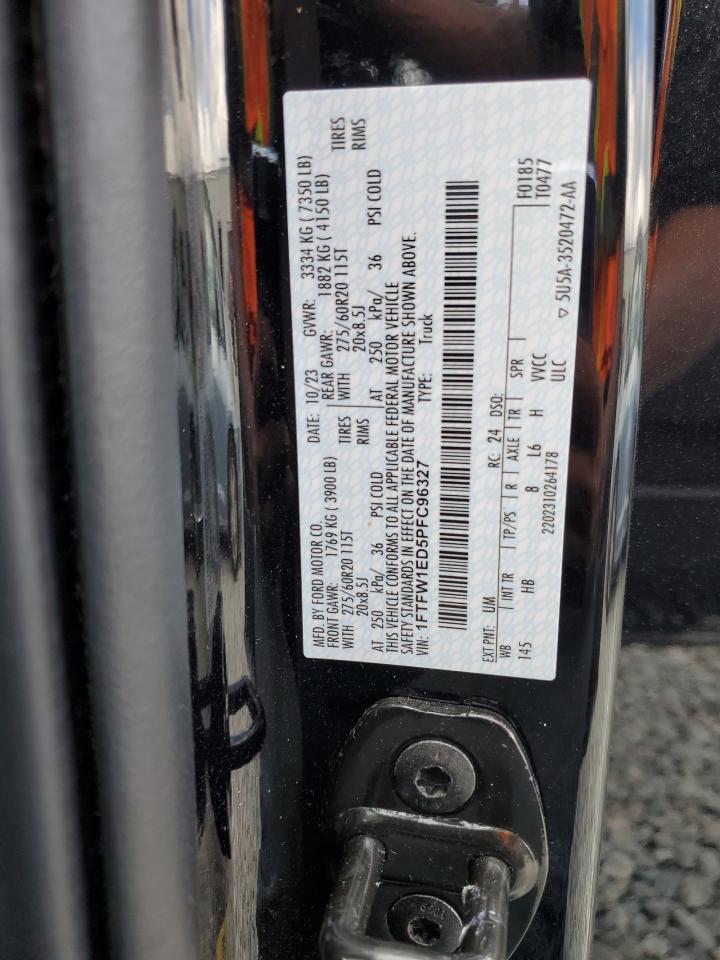 MFD. BY FORD MOTOR CO. DATE: 10/23 GVWR: 3334 KG ( 7350 LB)
FRONT GAWR: 1769 KG ( 3900 LB) REAR GAWR: 1882 KG ( 4150 LB)
WITH 275/60R20 115T TIRES WITH 275/60R20 115T TIRES
20x8.5J RIMS 20x8.5J RIMS
AT 250 kPa/ 36 PSI COLD AT 250 kPa/ 36 PSI COLD
THIS VEHICLE CONFORMS TO ALL APPLICABLE FEDERAL MOTOR VEHICLE
SAFETY STANDARDS IN EFFECT ON THE DATE OF MANUFACTURE SHOWN ABOVE.
VIN: 1FTFW1ED5PFC96327 TYPE: Truck
EXT PNT: UM RC: 24 DSO: F0185
WB INT TR TP/PS R AXLE TR SPR T0477
145 HB 8 L6 H VVCC
2202310264178 ULC ▽ 5U5A-3520472-AA